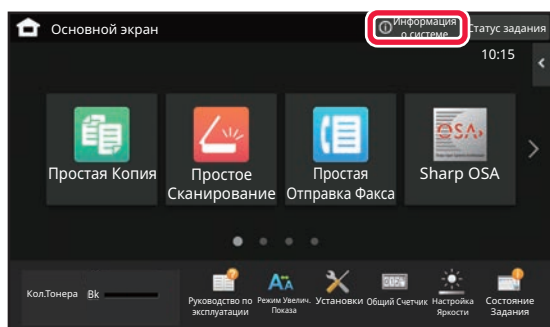 Основной экран
Информация
о системе
Статус задания
10:15
Простая Копия
Простое
Сканирование
Простая
Отправка Факса
OSA
Sharp OSA
Кол.Тонера Bk
Руководство по
эксплуатации
Режим Увелич.
Показа
Установки
Общий Счетчик
Настройка
Яркости
Состояние
Задания